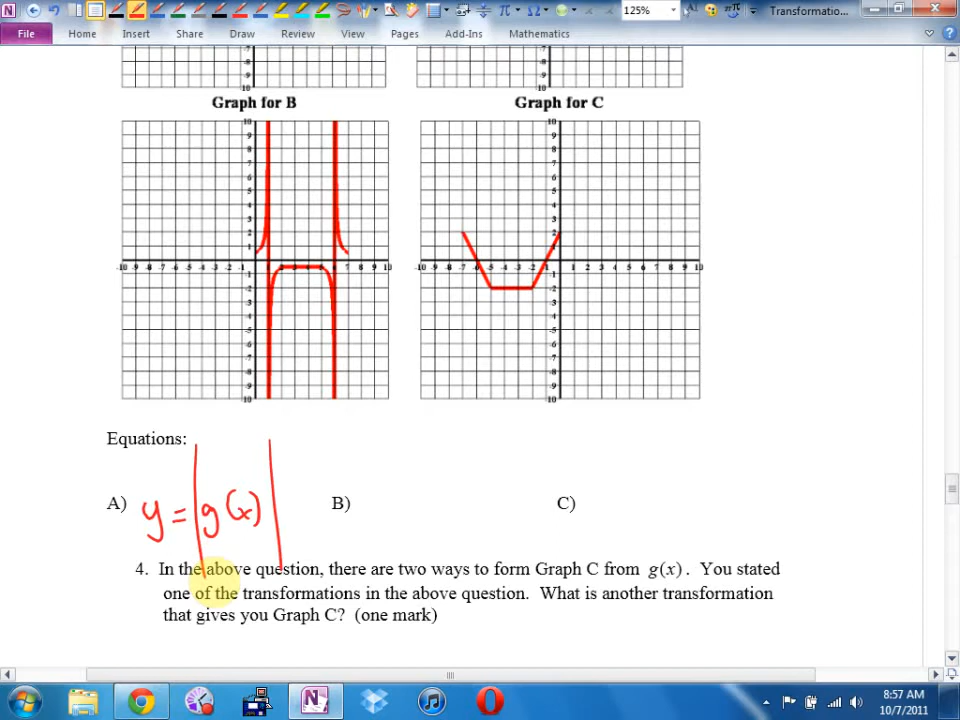 125%
Transformatio...
File Home Insert Share Draw Review View Pages Add-Ins Mathematics
Graph for B Graph for C
Equations:
A) y = |g(x)| B) C)
4. In the above question, there are two ways to form Graph C from g(x). You stated
one of the transformations in the above question. What is another transformation
that gives you Graph C? (one mark)
8:57 AM
10/7/2011